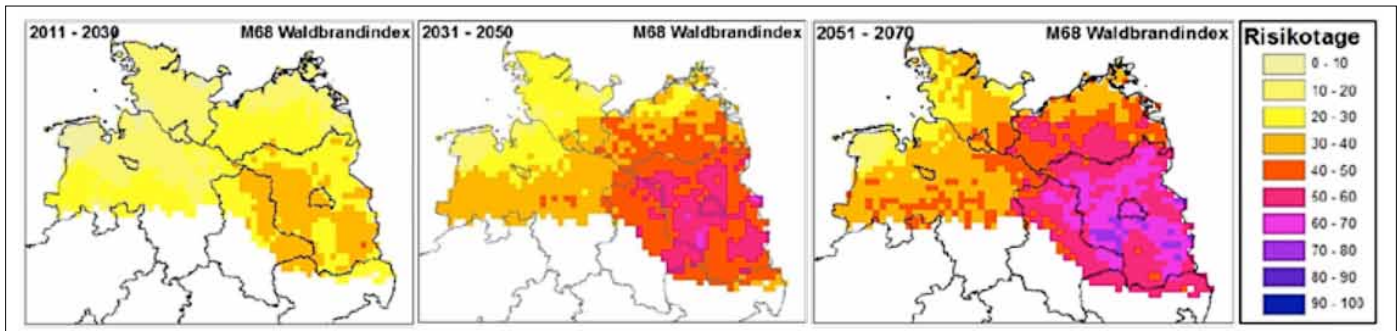 2011 - 2030 M68 Waldbrandindex
2031 - 2050 M68 Waldbrandindex
2051 - 2070 M68 Waldbrandindex
Risikotage
0 - 10
10 - 20
20 - 30
30 - 40
40 - 50
50 - 60
60 - 70
70 - 80
80 - 90
90 - 100